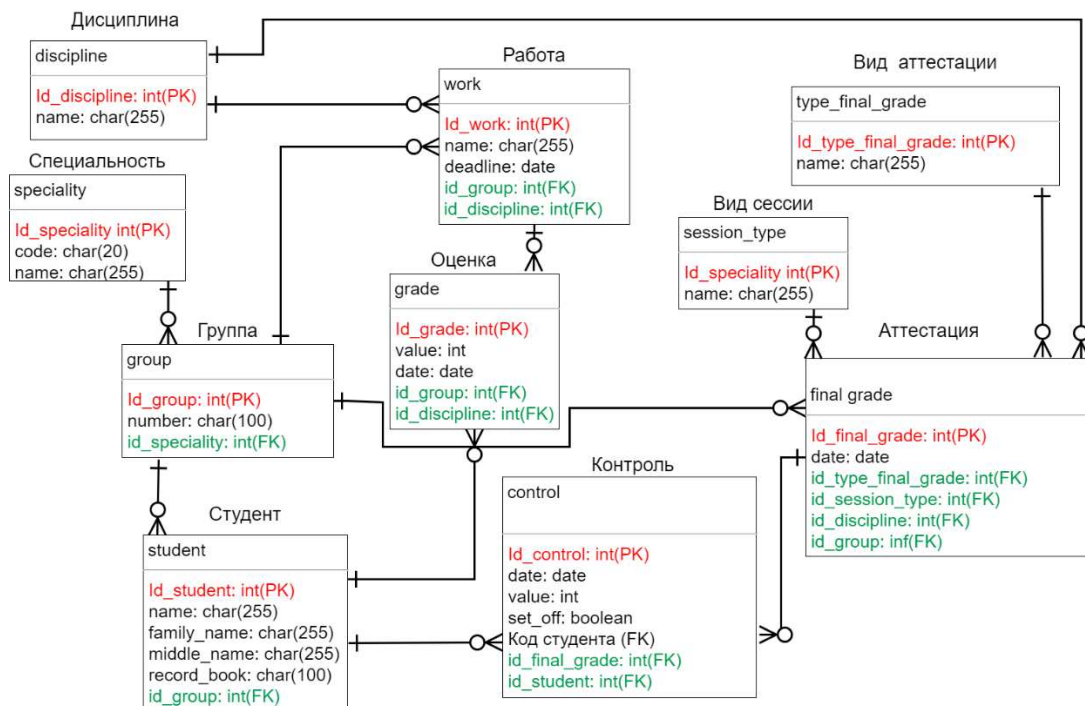 Дисциплина
discipline
Id_discipline: int(PK)
name: char(255)
Работа
work
Id_work: int(PK)
name: char(255)
deadline: date
id_group: int(FK)
id_discipline: int(FK)
Вид аттестации
type_final_grade
Id_type_final_grade: int(PK)
name: char(255)
Специальность
speciality
Id_speciality int(PK)
code: char(20)
name: char(255)
Вид сессии
session_type
Id_speciality int(PK)
name: char(255)
Оценка
grade
Id_grade: int(PK)
value: int
date: date
id_group: int(FK)
id_discipline: int(FK)
Группа
group
Id_group: int(PK)
number: char(100)
id_speciality: int(FK)
Аттестация
final grade
Id_final_grade: int(PK)
date: date
id_type_final_grade: int(FK)
id_session_type: int(FK)
id_discipline: int(FK)
id_group: inf(FK)
Контроль
control
Id_control: int(PK)
date: date
value: int
set_off: boolean
Код студента (FK)
id_final_grade: int(FK)
id_student: int(FK)
Студент
student
Id_student: int(PK)
name: char(255)
family_name: char(255)
middle_name: char(255)
record_book: char(100)
id_group: int(FK)